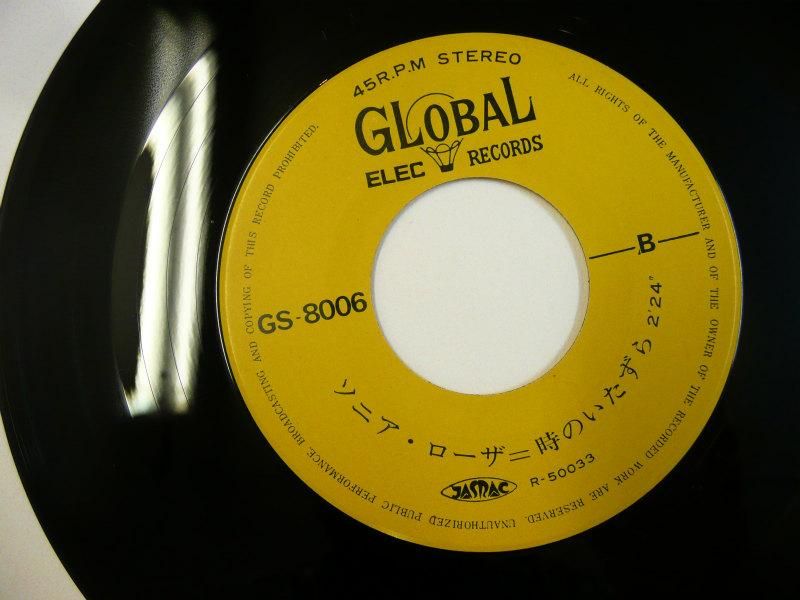 45R.P.M STEREO
GLOBAL
ELEC RECORDS
ALL RIGHTS OF THE MANUFACTURER AND OF THE OWNER OF THE RECORDED WORK ARE RESERVED. UNAUTHORIZED PUBLIC PERFORMANCE, BROADCASTING AND COPYING OF THIS RECORD PROHIBITED.
B
GS-8006
ソニア・ローザ=時のいたずら 2'24"
JASRAC R-50033